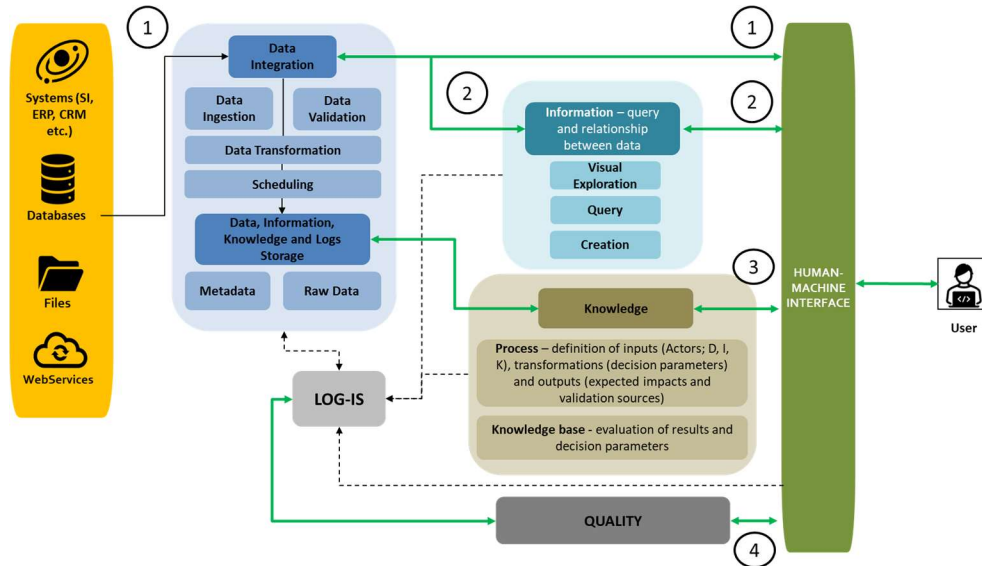 1
Systems (SI,
ERP, CRM
etc.)
Databases
Files
WebServices
Data
Integration
Data
Ingestion
Data
Validation
Data Transformation
Scheduling
Data, Information,
Knowledge and Logs
Storage
Metadata
Raw Data
LOG-IS
1
2
2
Information – query
and relationship
between data
Visual
Exploration
Query
Creation
3
Knowledge
Process – definition of inputs (Actors; D, I,
K), transformations (decision parameters)
and outputs (expected impacts and
validation sources)
Knowledge base - evaluation of results and
decision parameters
QUALITY
4
HUMAN-
MACHINE
INTERFACE
User